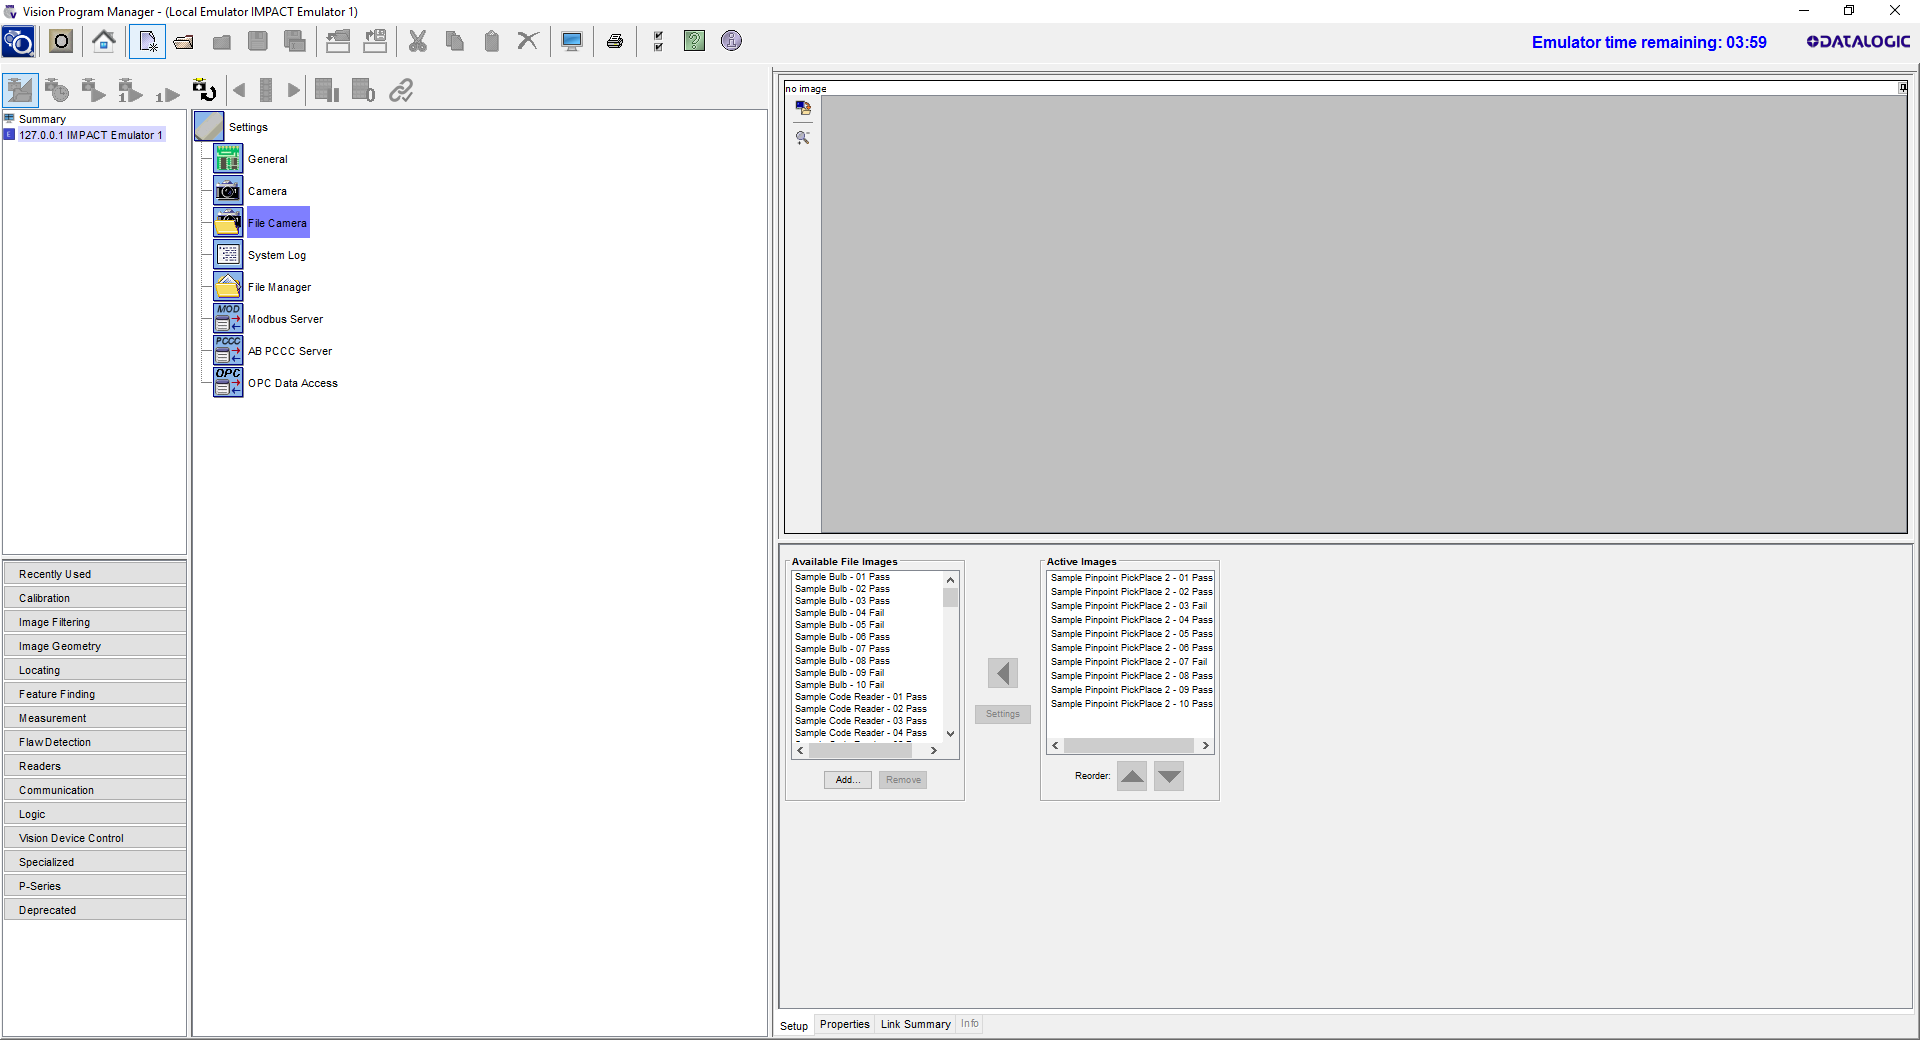 Vision Program Manager - (Local Emulator IMPACT Emulator 1)
O
Emulator time remaining: 03:59
DATALOGIC
Summary
127.0.0.1 IMPACT Emulator 1
Settings
General
Camera
File Camera
System Log
File Manager
MOD
Modbus Server
PCCC
AB PCCC Server
OPC
OPC Data Access
Recently Used
Calibration
Image Filtering
Image Geometry
Locating
Feature Finding
Measurement
Flaw Detection
Readers
Communication
Logic
Vision Device Control
Specialized
P-Series
Deprecated
no image
Available File Images
Sample Bulb - 01 Pass
Sample Bulb - 02 Pass
Sample Bulb - 03 Pass
Sample Bulb - 04 Fail
Sample Bulb - 05 Fail
Sample Bulb - 06 Pass
Sample Bulb - 07 Pass
Sample Bulb - 08 Pass
Sample Bulb - 09 Fail
Sample Bulb - 10 Fail
Sample Code Reader - 01 Pass
Sample Code Reader - 02 Pass
Sample Code Reader - 03 Pass
Sample Code Reader - 04 Pass
Add...
Remove
Settings
Active Images
Sample Pinpoint PickPlace 2 - 01 Pass
Sample Pinpoint PickPlace 2 - 02 Pass
Sample Pinpoint PickPlace 2 - 03 Fail
Sample Pinpoint PickPlace 2 - 04 Pass
Sample Pinpoint PickPlace 2 - 05 Pass
Sample Pinpoint PickPlace 2 - 06 Pass
Sample Pinpoint PickPlace 2 - 07 Fail
Sample Pinpoint PickPlace 2 - 08 Pass
Sample Pinpoint PickPlace 2 - 09 Pass
Sample Pinpoint PickPlace 2 - 10 Pass
Reorder:
Setup
Properties
Link Summary
Info